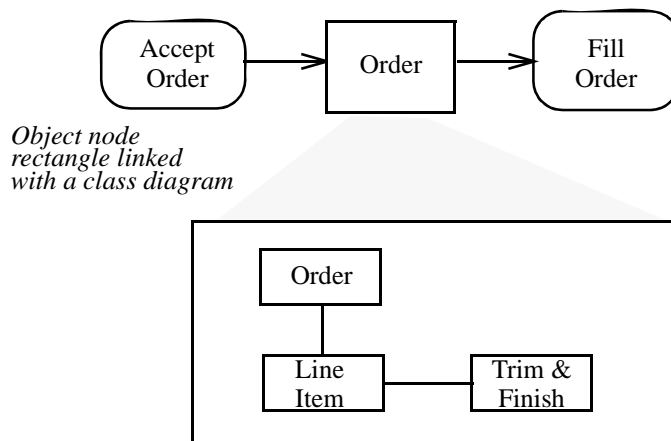 Accept
Order
Order
Fill
Order
Object node
rectangle linked
with a class diagram
Order
Line
Item
Trim &
Finish